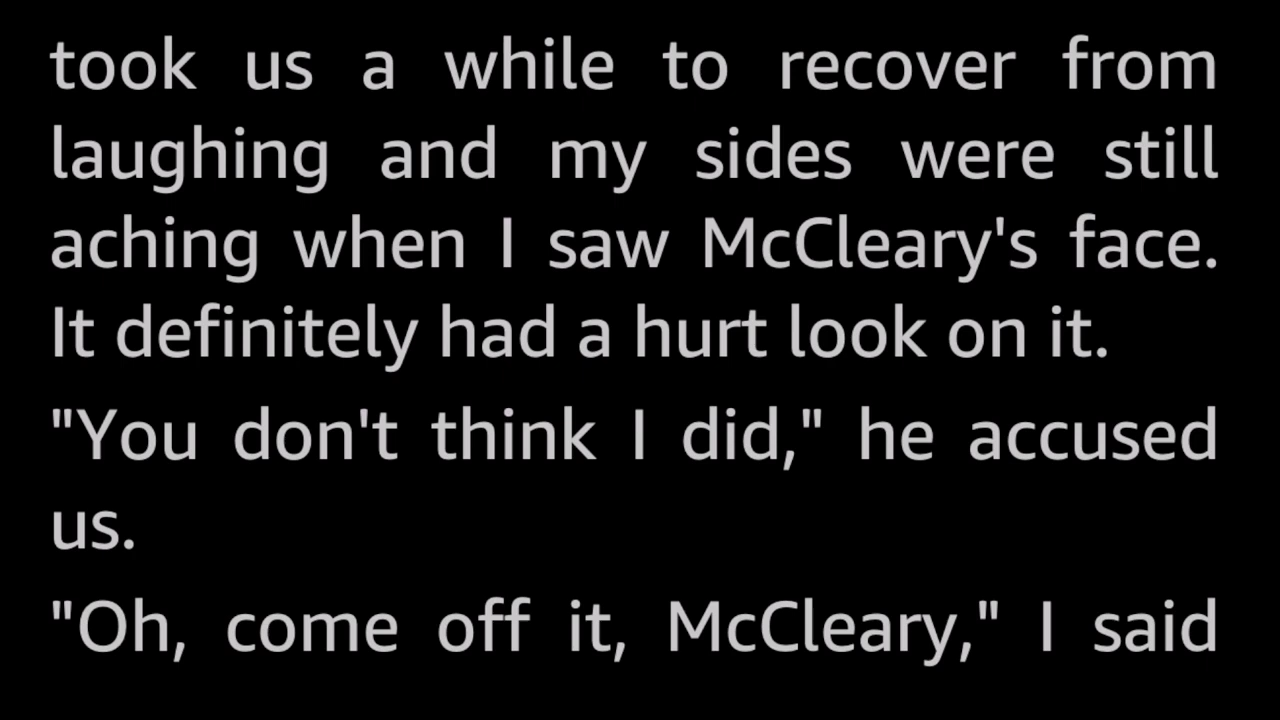 took us a while to recover from
laughing and my sides were still
aching when I saw McCleary's face.
It definitely had a hurt look on it.
"You don't think I did," he accused
us.
"Oh, come off it, McCleary," I said